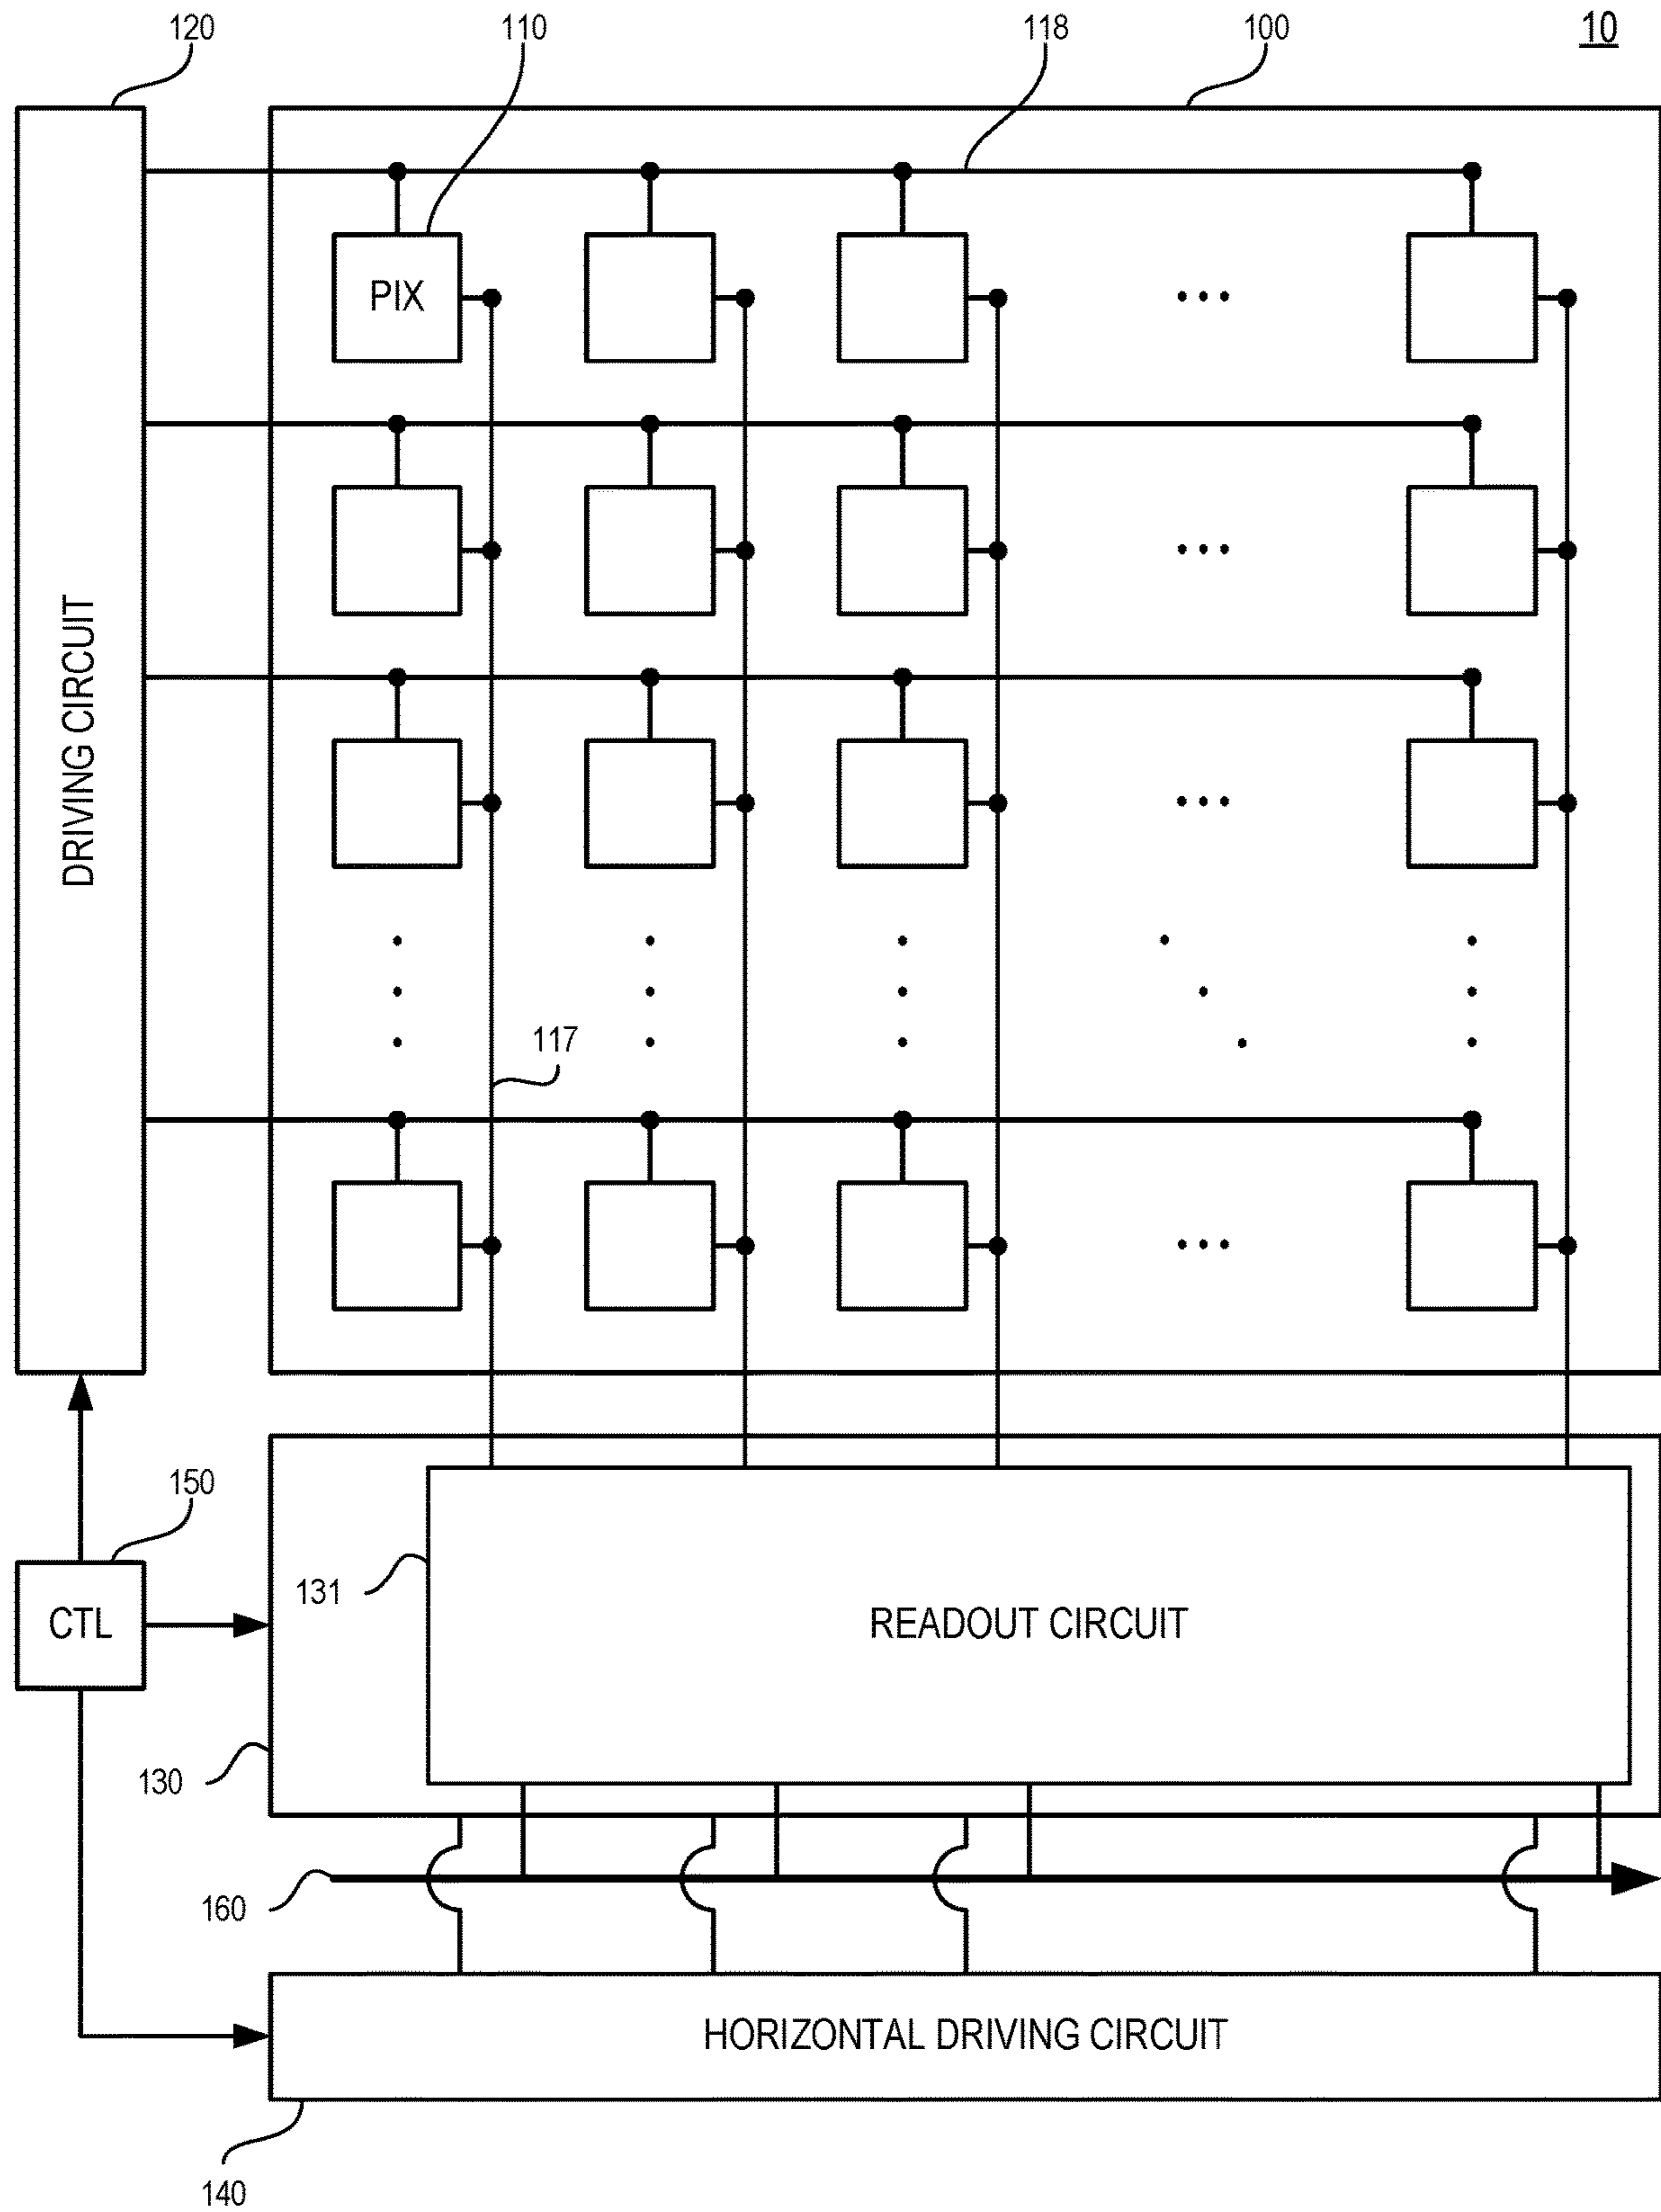 120
110
118
100
10
PIX
DRIVING CIRCUIT
117
150
131
CTL
READOUT CIRCUIT
130
160
HORIZONTAL DRIVING CIRCUIT
140